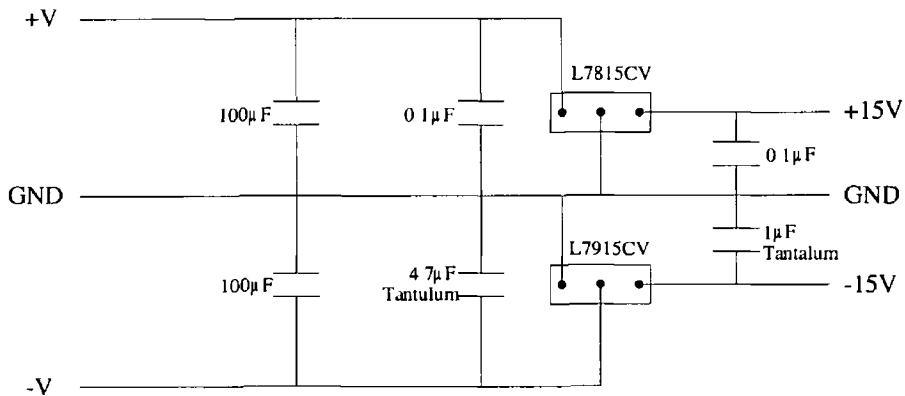 +V
L7815CV
100µF
0 1µF
+15V
0 1µF
GND
GND
1µF
Tantalum
L7915CV
100µF
4 7µF
Tantulum
-15V
-V